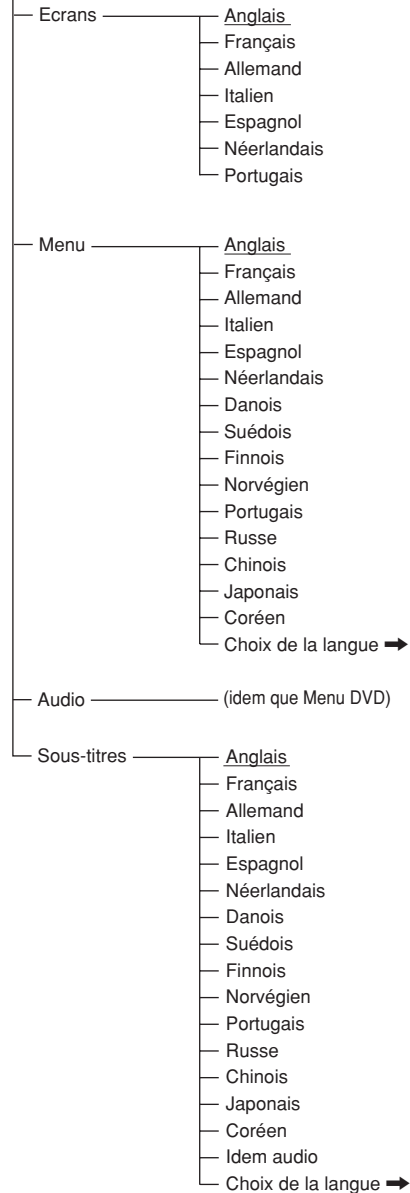 Ecrans
Anglais
Français
Allemand
Italien
Espagnol
Néerlandais
Portugais
Menu
Anglais
Français
Allemand
Italien
Espagnol
Néerlandais
Danois
Suédois
Finnois
Norvégien
Portugais
Russe
Chinois
Japonais
Coréen
Choix de la langue ➡
Audio
(idem que Menu DVD)
Sous-titres
Anglais
Français
Allemand
Italien
Espagnol
Néerlandais
Danois
Suédois
Finnois
Norvégien
Portugais
Russe
Chinois
Japonais
Coréen
Idem audio
Choix de la langue ➡